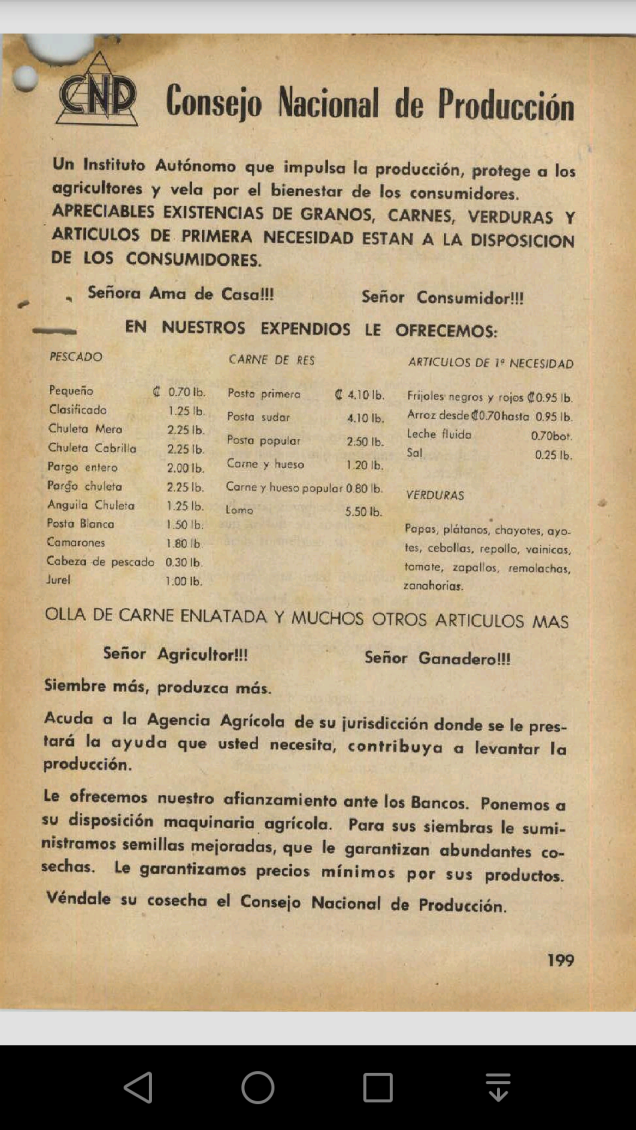 CNP Consejo Nacional de Producción
Un Instituto Autónomo que impulsa la producción, protege a los
agricultores y vela por el bienestar de los consumidores.
APRECIABLES EXISTENCIAS DE GRANOS, CARNES, VERDURAS Y
ARTICULOS DE PRIMERA NECESIDAD ESTAN A LA DISPOSICION
DE LOS CONSUMIDORES.
Señora Ama de Casa!!! Señor Consumidor!!!
EN NUESTROS EXPENDIOS LE OFRECEMOS:
PESCADO
Pequeño ₡ 0.70 lb.
Clasificado 1.25 lb.
Chuleta Mero 2.25 lb.
Chuleta Cabrilla 2.25 lb.
Pargo entero 2.00 lb.
Pargo chuleta 2.25 lb.
Anguila Chuleta 1.25 lb.
Posta Blanca 1.50 lb.
Camarones 1.80 lb.
Cabeza de pescado 0.30 lb.
Jurel 1.00 lb.
CARNE DE RES
Posta primera ₡ 4.10 lb.
Posta sudar 4.10 lb.
Posta popular 2.50 lb.
Carne y hueso 1.20 lb.
Carne y hueso popular 0.80 lb.
Lomo 5.50 lb.
ARTICULOS DE 1ª NECESIDAD
Frijoles negros y rojos ₡0.95 lb.
Arroz desde ₡0.70 hasta 0.95 lb.
Leche fluida 0.70bot.
Sal 0.25 lb.
VERDURAS
Papas, plátanos, chayotes, ayo-
tes, cebollas, repollo, vainicas,
tomate, zapallos, remolachas,
zanahorias.
OLLA DE CARNE ENLATADA Y MUCHOS OTROS ARTICULOS MAS
Señor Agricultor!!! Señor Ganadero!!!
Siembre más, produzca más.
Acuda a la Agencia Agrícola de su jurisdicción donde se le pres-
tará la ayuda que usted necesita, contribuya a levantar la
producción.
Le ofrecemos nuestro afianzamiento ante los Bancos. Ponemos a
su disposición maquinaria agrícola. Para sus siembras le sumi-
nistramos semillas mejoradas, que le garantizan abundantes co-
sechas. Le garantizamos precios mínimos por sus productos.
Véndale su cosecha el Consejo Nacional de Producción.
199